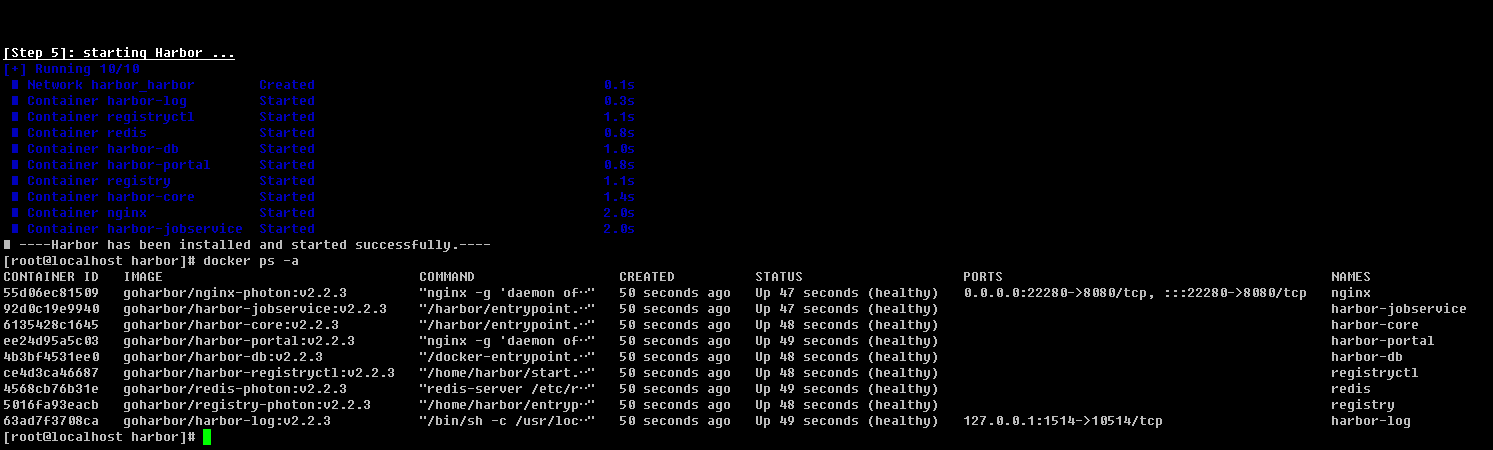 [Step 5]: starting Harbor ...
[+] Running 10/10
Network harbor_harbor Created 0.1s
Container harbor-log Started 0.3s
Container registryctl Started 1.1s
Container redis Started 0.8s
Container harbor-db Started 1.0s
Container harbor-portal Started 0.8s
Container registry Started 1.1s
Container harbor-core Started 1.4s
Container nginx Started 2.0s
Container harbor-jobservice Started 2.0s
----Harbor has been installed and started successfully.----
[root@localhost harbor]# docker ps -a
CONTAINER ID IMAGE COMMAND CREATED STATUS PORTS NAMES
55d06ec81509 goharbor/nginx-photon:v2.2.3 "nginx -g 'daemon of…" 50 seconds ago Up 47 seconds (healthy) 0.0.0.0:22280->8080/tcp, :::22280->8080/tcp nginx
92d0c19e9940 goharbor/harbor-jobservice:v2.2.3 "/harbor/entrypoint.…" 50 seconds ago Up 47 seconds (healthy) harbor-jobservice
6135428c1645 goharbor/harbor-core:v2.2.3 "/harbor/entrypoint.…" 50 seconds ago Up 48 seconds (healthy) harbor-core
ee24d95a5c03 goharbor/harbor-portal:v2.2.3 "nginx -g 'daemon of…" 50 seconds ago Up 49 seconds (healthy) harbor-portal
4b3bf4531ee0 goharbor/harbor-db:v2.2.3 "/docker-entrypoint.…" 50 seconds ago Up 48 seconds (healthy) harbor-db
ce4d3ca46687 goharbor/harbor-registryctl:v2.2.3 "/home/harbor/start.…" 50 seconds ago Up 48 seconds (healthy) registryctl
4568cb76b31e goharbor/redis-photon:v2.2.3 "redis-server /etc/r…" 50 seconds ago Up 49 seconds (healthy) redis
5016fa93eacb goharbor/registry-photon:v2.2.3 "/home/harbor/entryp…" 50 seconds ago Up 48 seconds (healthy) registry
63ad7f3708ca goharbor/harbor-log:v2.2.3 "/bin/sh -c /usr/loc…" 50 seconds ago Up 49 seconds (healthy) 127.0.0.1:1514->10514/tcp harbor-log
[root@localhost harbor]#